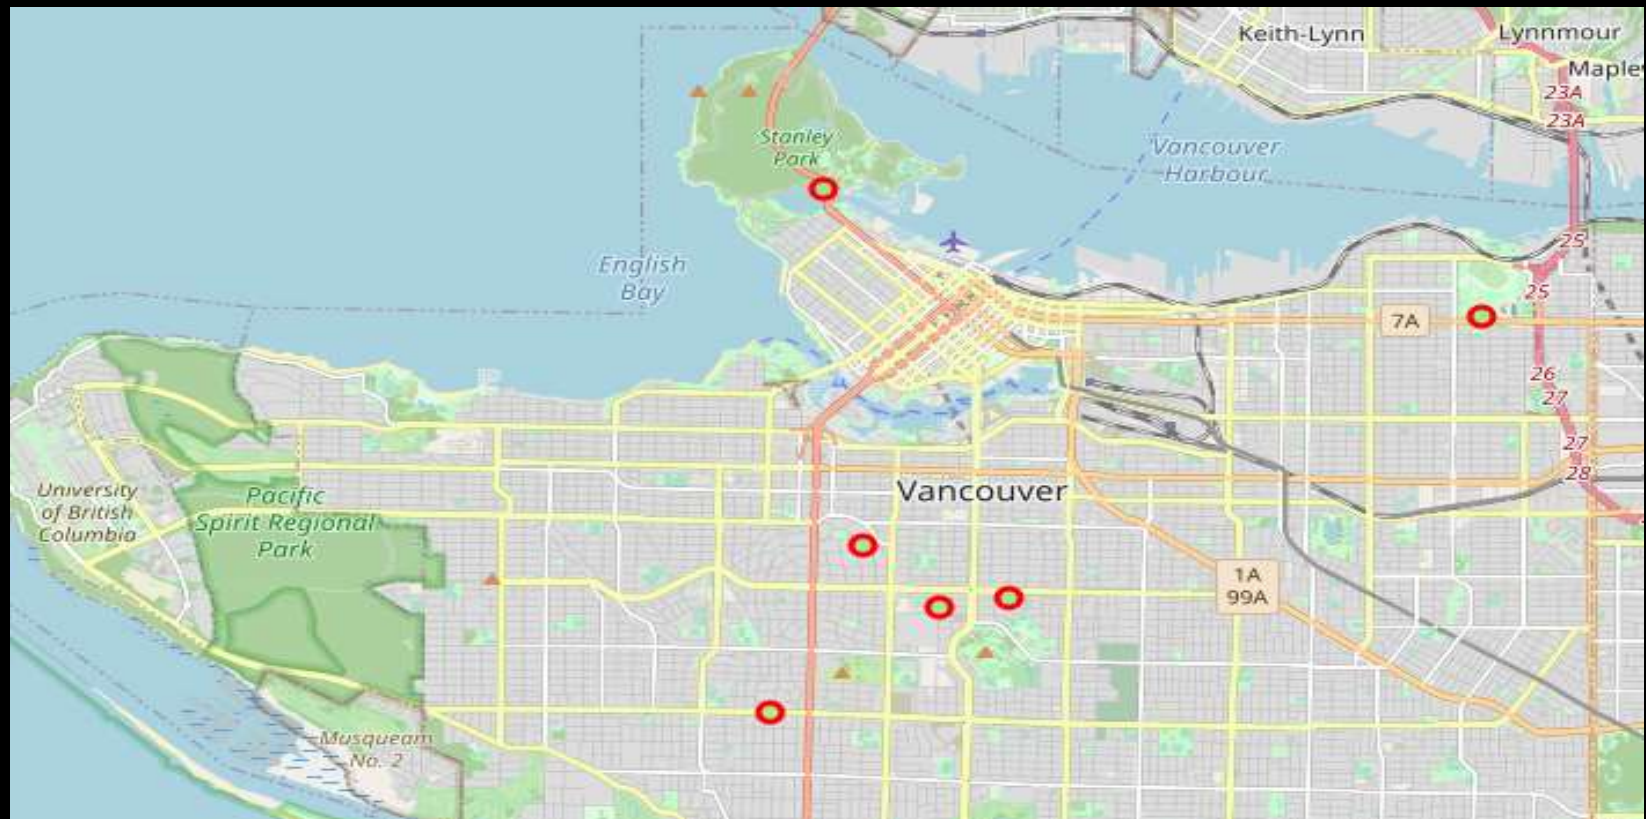 Keith-Lynn
Lynnmour
Maple
23A
23A
Stanley
Park
Vancouver
Harbour
25
English
Bay
25
7A
26
27
27
28
University
of British
Columbia
Pacific
Spirit Regional
Park
Vancouver
1A
99A
Musqueam
No. 2